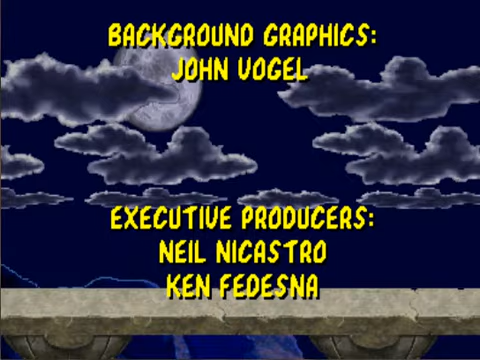 BACKGROUND GRAPHICS:
JOHN VOGEL
EXECUTIVE PRODUCERS:
NEIL NICASTRO
KEN FEDESNA